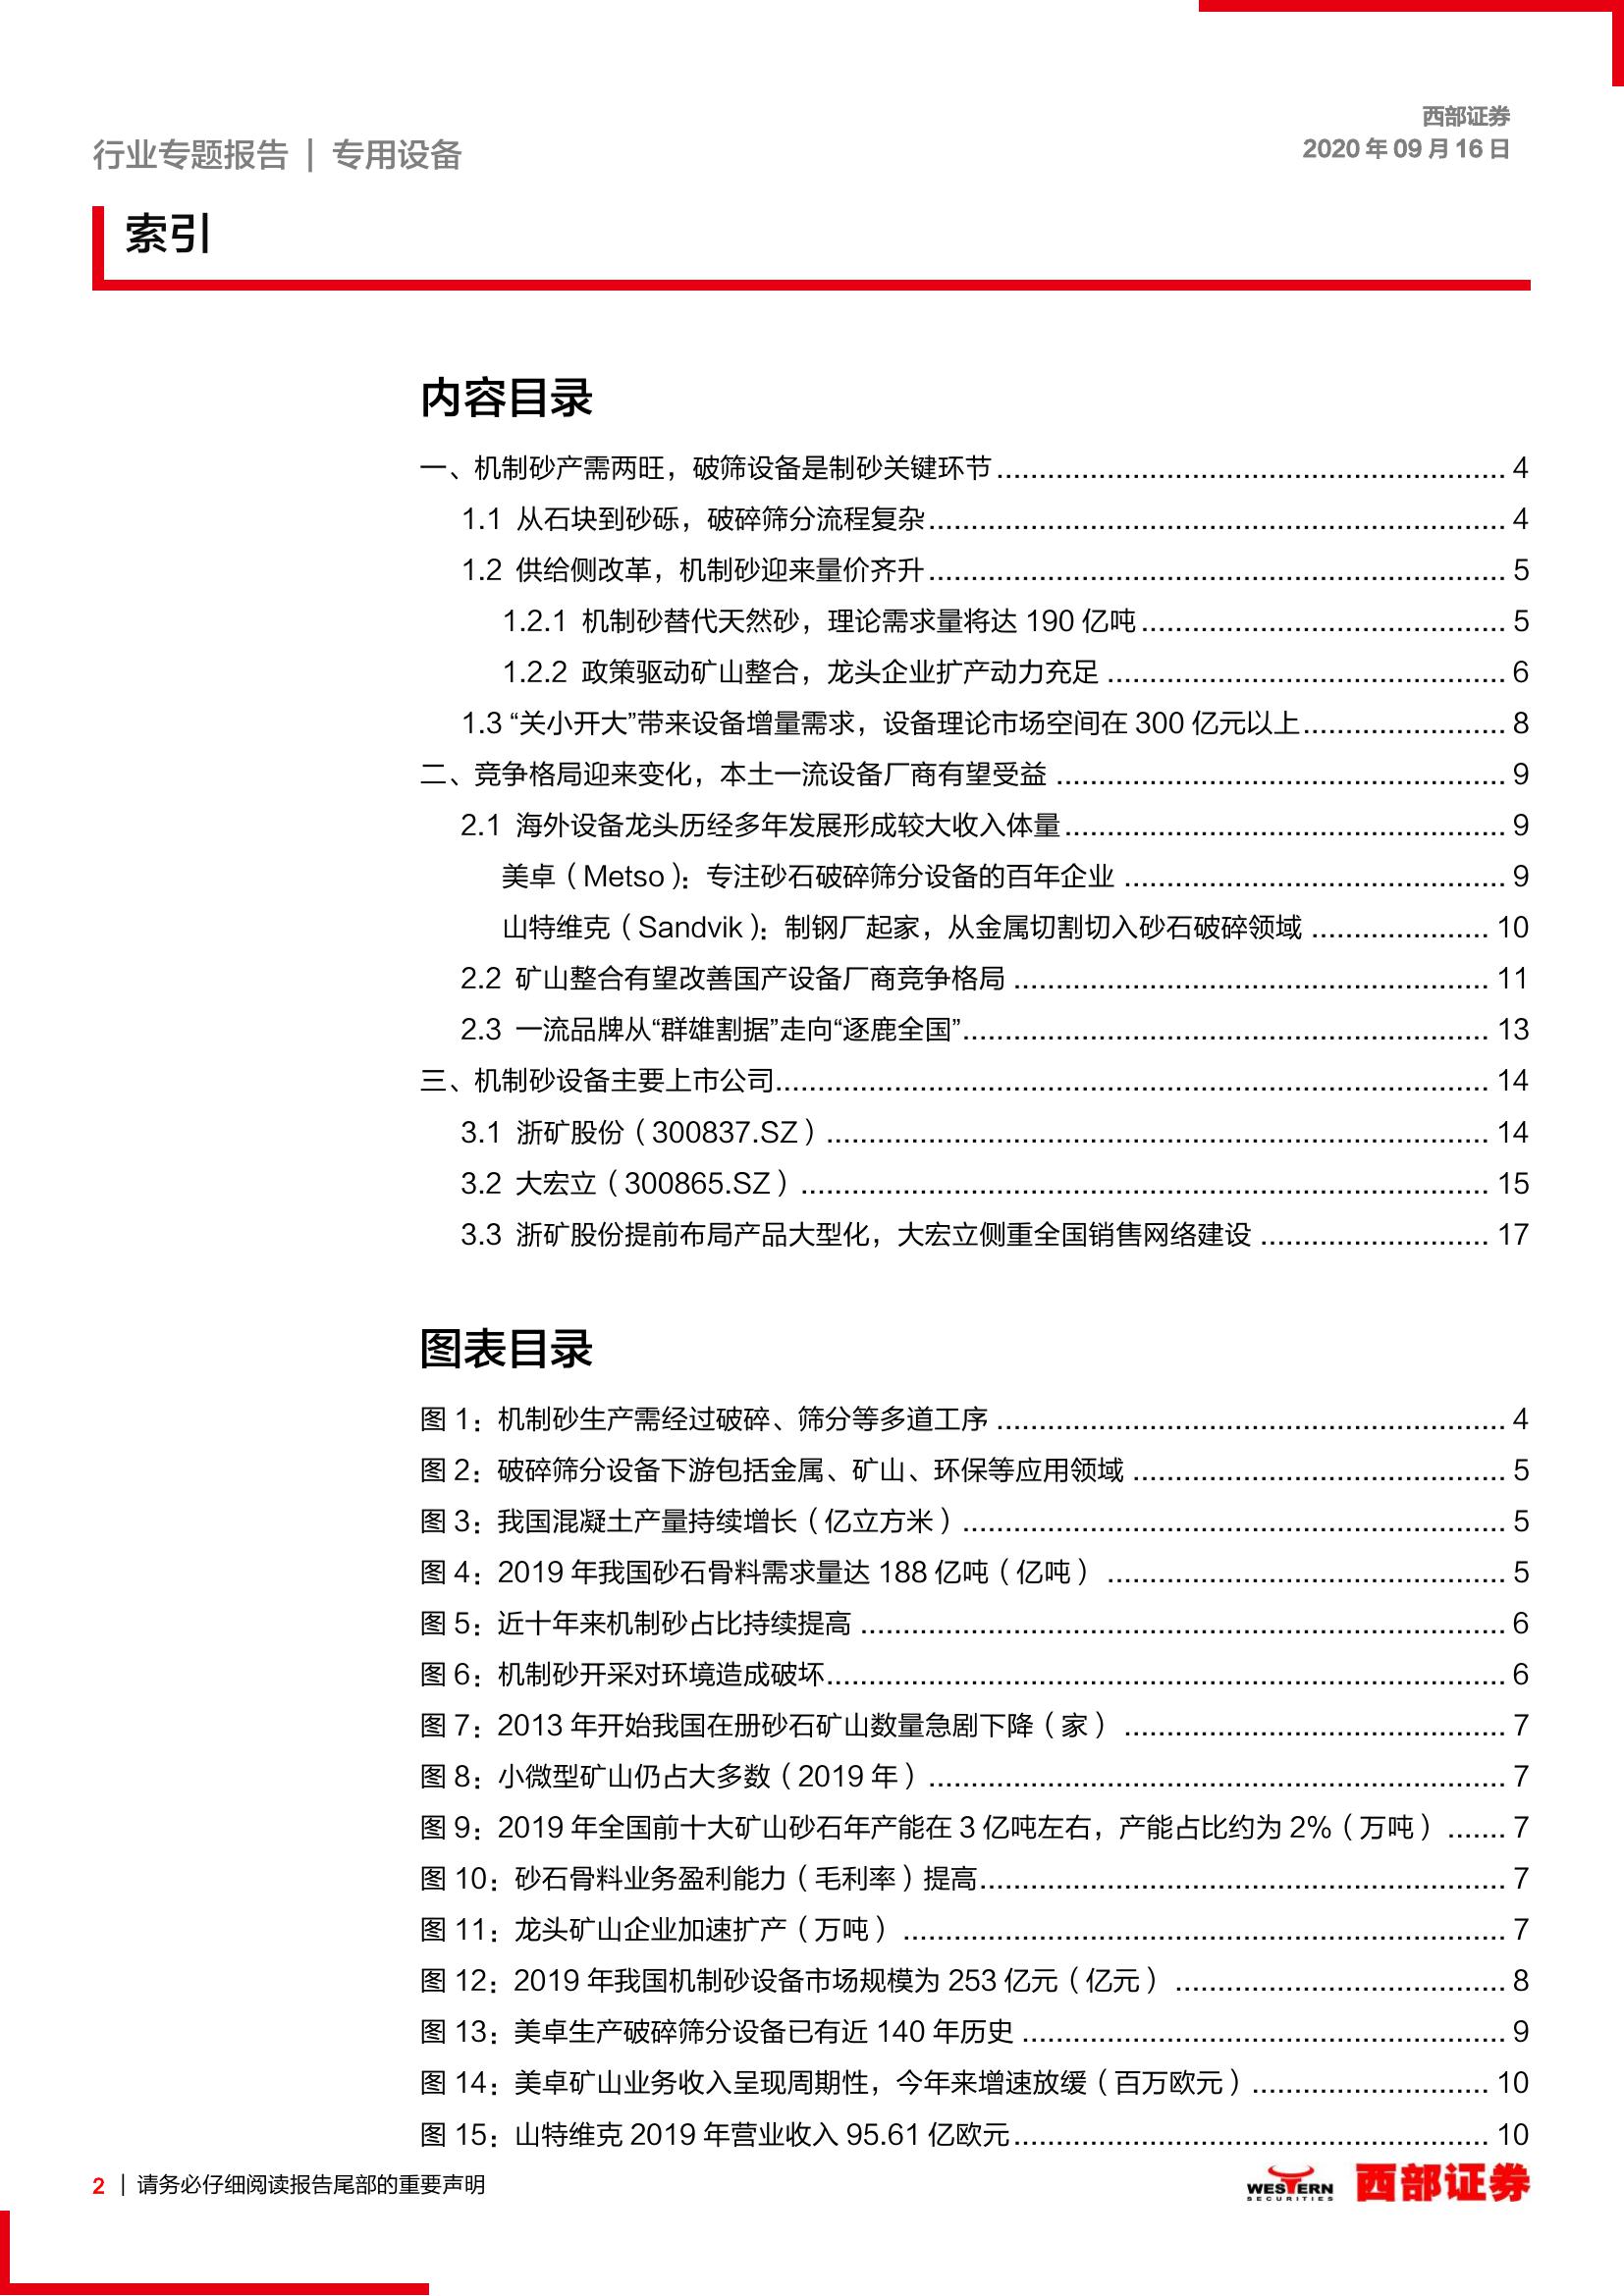 西部证券
行业专题报告 | 专用设备
2020 年 09 月 16 日
索引
内容目录
一、机制砂产需两旺，破筛设备是制砂关键环节 ........ 4
1.1 从石块到砂砾，破碎筛分流程复杂 ........ 4
1.2 供给侧改革，机制砂迎来量价齐升 ........ 5
1.2.1 机制砂替代天然砂，理论需求量将达 190 亿吨 ........ 5
1.2.2 政策驱动矿山整合，龙头企业扩产动力充足 ........ 6
1.3 “关小开大”带来设备增量需求，设备理论市场空间在 300 亿元以上 ........ 8
二、竞争格局迎来变化，本土一流设备厂商有望受益 ........ 9
2.1 海外设备龙头历经多年发展形成较大收入体量 ........ 9
美卓（Metso）：专注砂石破碎筛分设备的百年企业 ........ 9
山特维克（Sandvik）：制钢厂起家，从金属切割切入砂石破碎领域 ........ 10
2.2 矿山整合有望改善国产设备厂商竞争格局 ........ 11
2.3 一流品牌从“群雄割据”走向“逐鹿全国” ........ 13
三、机制砂设备主要上市公司 ........ 14
3.1 浙矿股份（300837.SZ） ........ 14
3.2 大宏立（300865.SZ） ........ 15
3.3 浙矿股份提前布局产品大型化，大宏立侧重全国销售网络建设 ........ 17
图表目录
图 1：机制砂生产需经过破碎、筛分等多道工序 ........ 4
图 2：破碎筛分设备下游包括金属、矿山、环保等应用领域 ........ 5
图 3：我国混凝土产量持续增长（亿立方米） ........ 5
图 4：2019 年我国砂石骨料需求量达 188 亿吨（亿吨） ........ 5
图 5：近十年来机制砂占比持续提高 ........ 6
图 6：机制砂开采对环境造成破坏 ........ 6
图 7：2013 年开始我国在册砂石矿山数量急剧下降（家） ........ 7
图 8：小微型矿山仍占大多数（2019 年） ........ 7
图 9：2019 年全国前十大矿山砂石年产能在 3 亿吨左右，产能占比约为 2%（万吨） ........ 7
图 10：砂石骨料业务盈利能力（毛利率）提高 ........ 7
图 11：龙头矿山企业加速扩产（万吨） ........ 7
图 12：2019 年我国机制砂设备市场规模为 253 亿元（亿元） ........ 8
图 13：美卓生产破碎筛分设备已有近 140 年历史 ........ 9
图 14：美卓矿山业务收入呈现周期性，今年来增速放缓（百万欧元） ........ 10
图 15：山特维克 2019 年营业收入 95.61 亿欧元 ........ 10
2 | 请务必仔细阅读报告尾部的重要声明
WESTERN
SECURITIES
西部证券